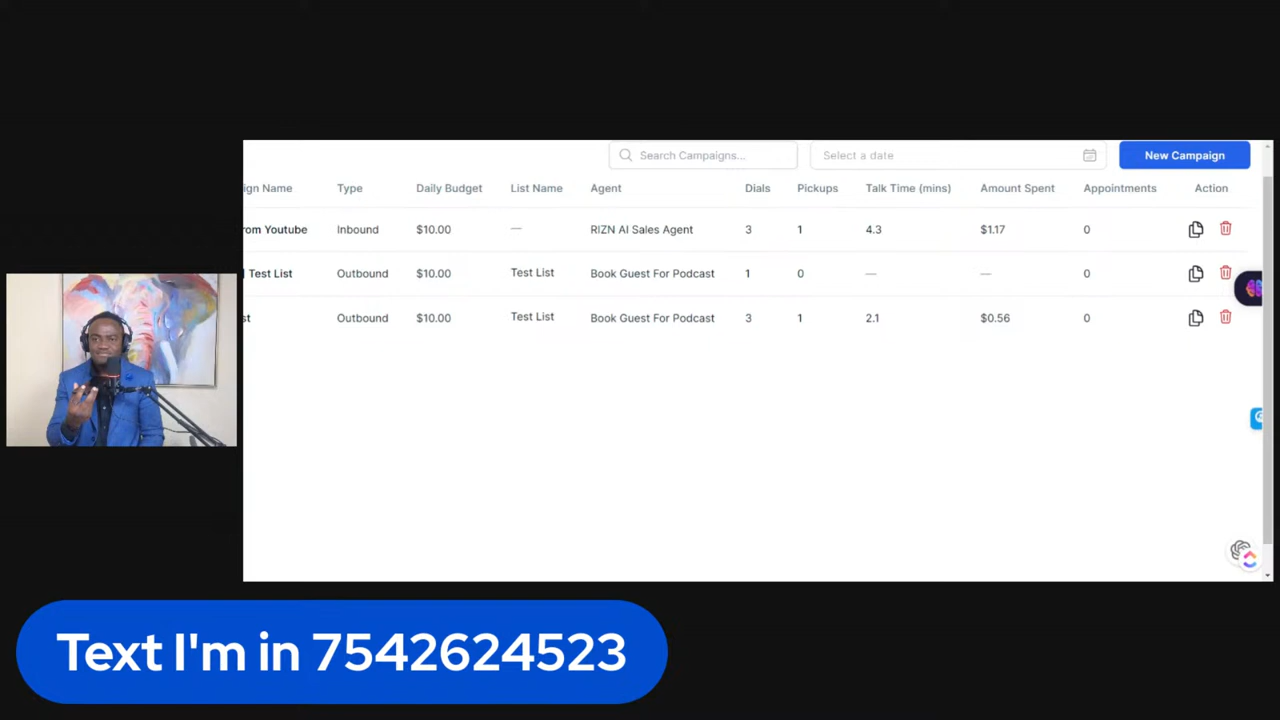 Search Campaigns... Select a date New Campaign
ign Name Type Daily Budget List Name Agent Dials Pickups Talk Time (mins) Amount Spent Appointments Action
rom Youtube Inbound $10.00 — RIZN AI Sales Agent 3 1 4.3 $1.17 0
l Test List Outbound $10.00 Test List Book Guest For Podcast 1 0 — — 0
st Outbound $10.00 Test List Book Guest For Podcast 3 1 2.1 $0.56 0
Text I'm in 7542624523